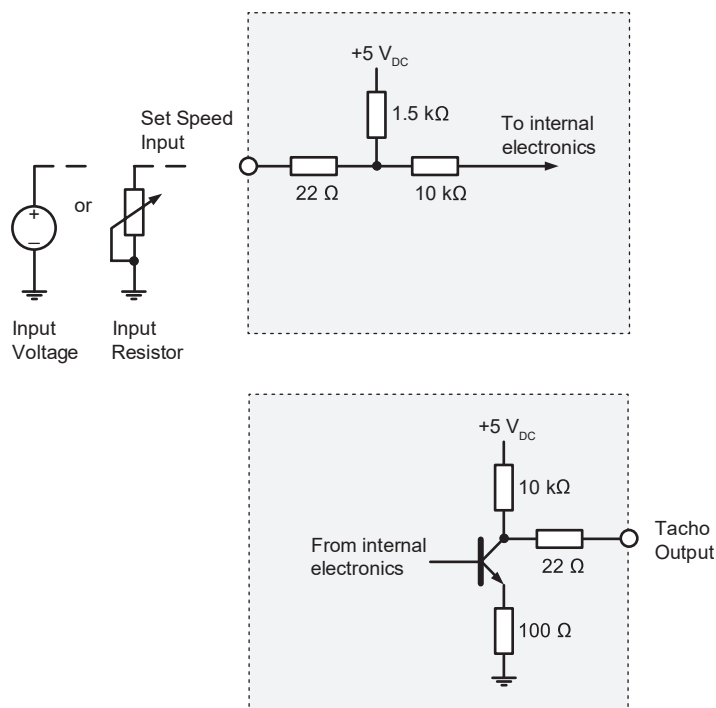 +5 V_DC
1.5 kΩ
Set Speed
Input
To internal
electronics
22 Ω
10 kΩ
+
–
or
Input
Voltage
Input
Resistor
+5 V_DC
10 kΩ
From internal
electronics
22 Ω
Tacho
Output
100 Ω